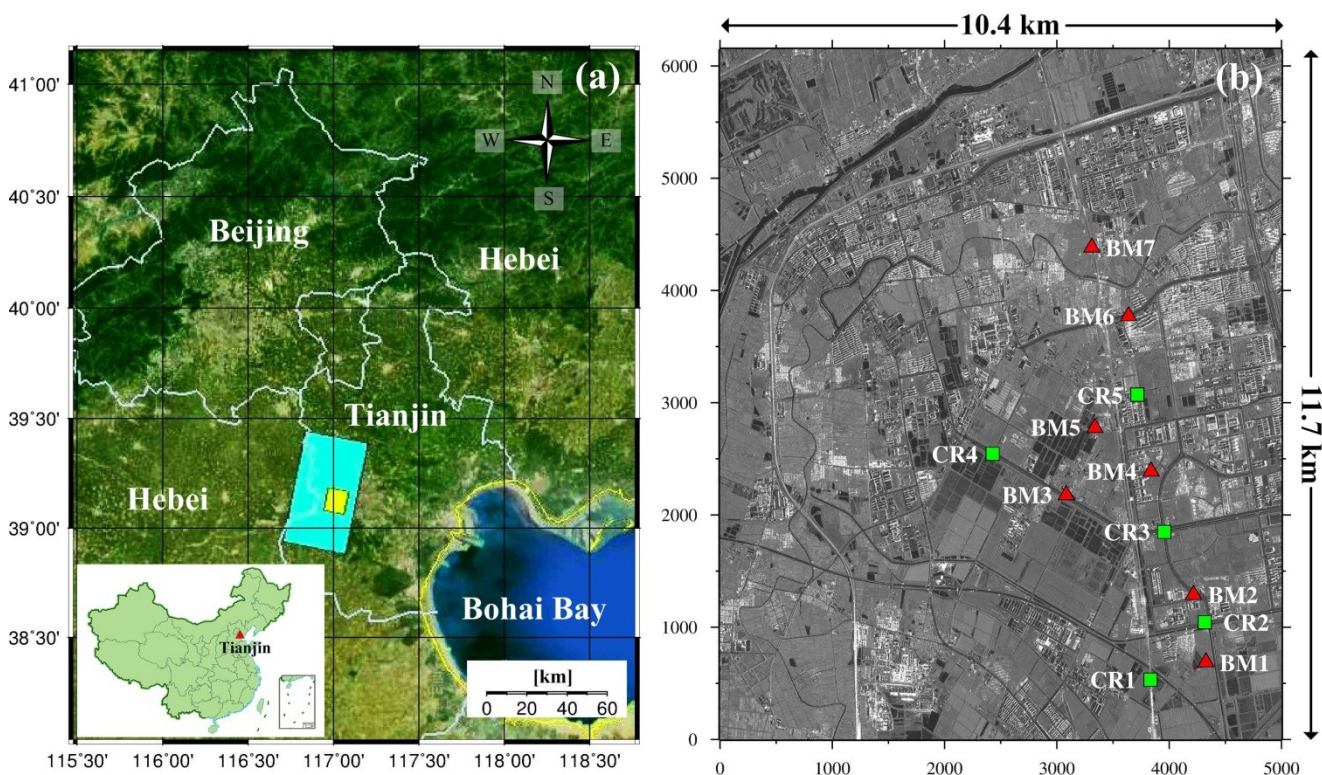 (a)
N
W E
S
Beijing
Hebei
Tianjin
Hebei
Bohai Bay
[km]
0 20 40 60
Tianjin
41°00'
40°30'
40°00'
39°30'
39°00'
38°30'
115°30' 116°00' 116°30' 117°00' 117°30' 118°00' 118°30'
10.4 km
(b)
11.7 km
6000
5000
4000
3000
2000
1000
0
BM7
BM6
CR5
BM5
CR4
BM4
BM3
CR3
BM2
CR2
BM1
CR1
0 1000 2000 3000 4000 5000